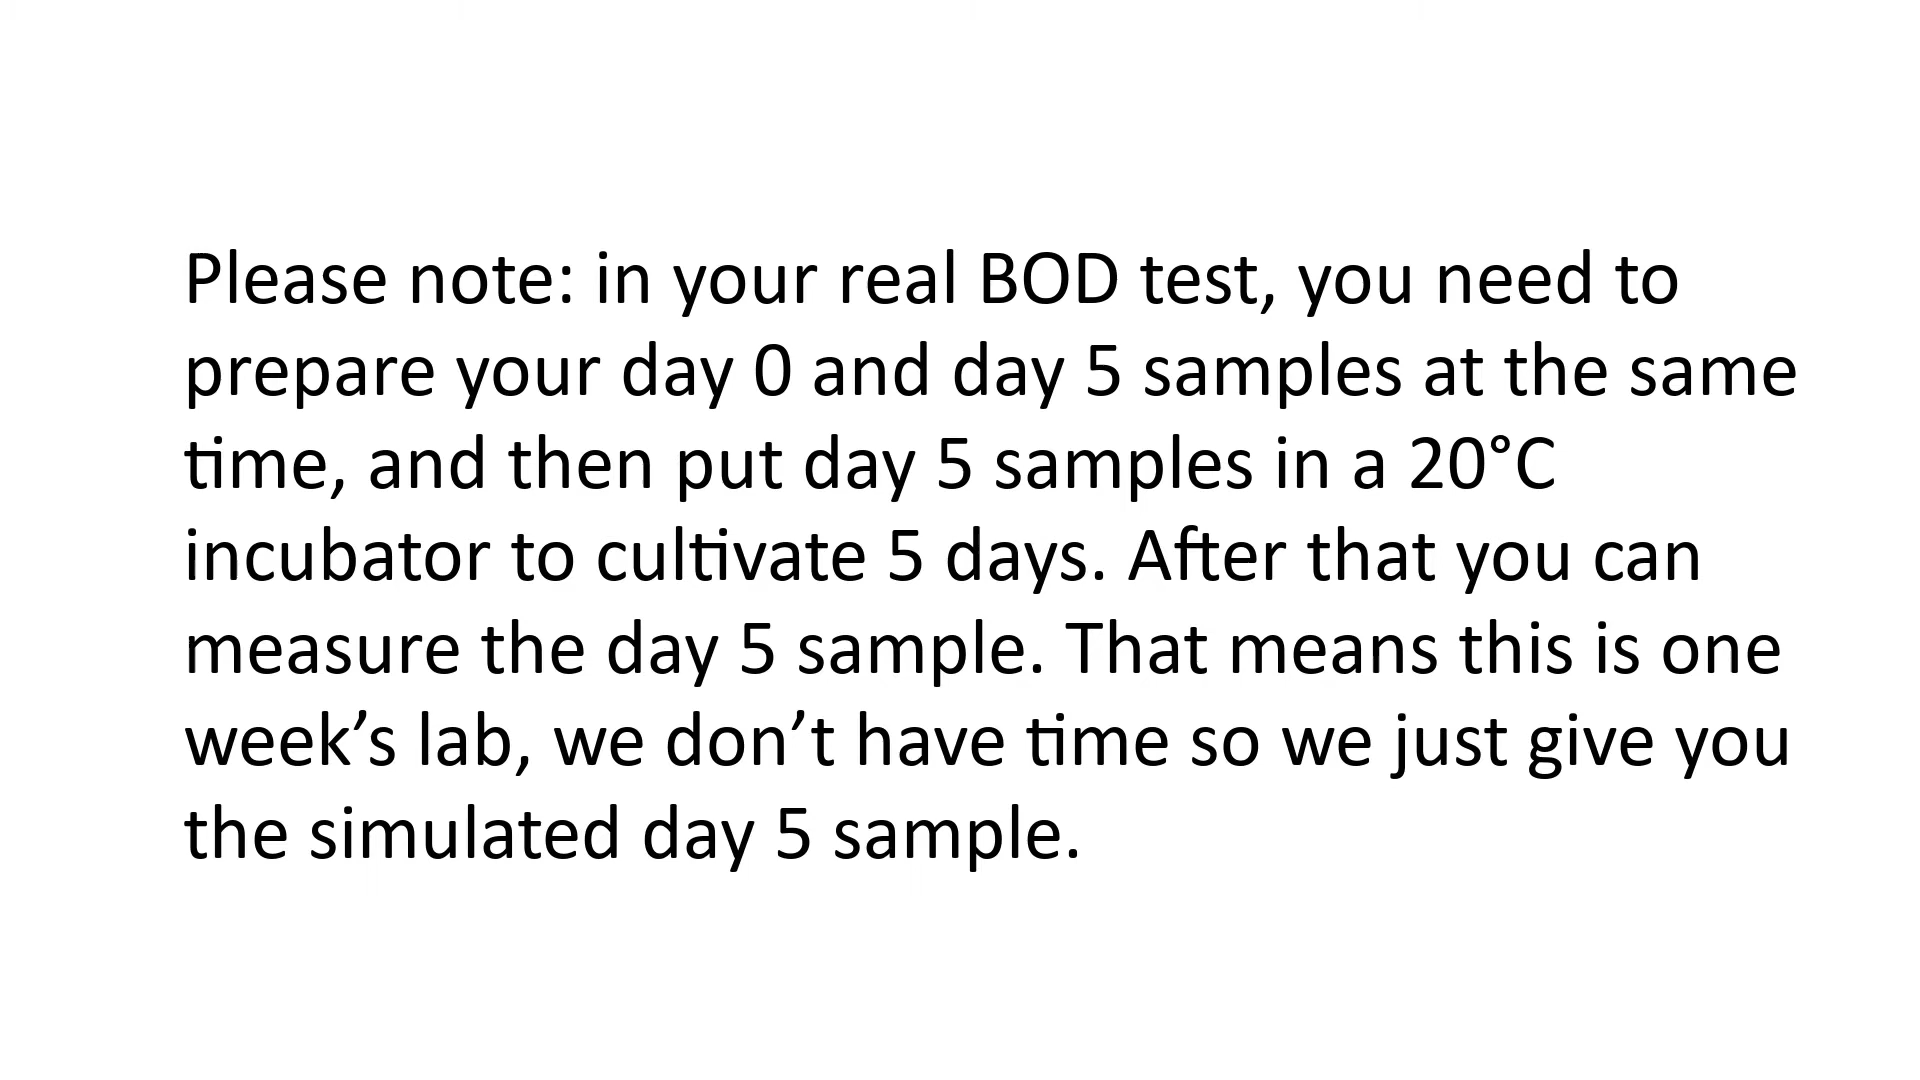 Please note: in your real BOD test, you need to
prepare your day 0 and day 5 samples at the same
time, and then put day 5 samples in a 20°C
incubator to cultivate 5 days. After that you can
measure the day 5 sample. That means this is one
week’s lab, we don’t have time so we just give you
the simulated day 5 sample.